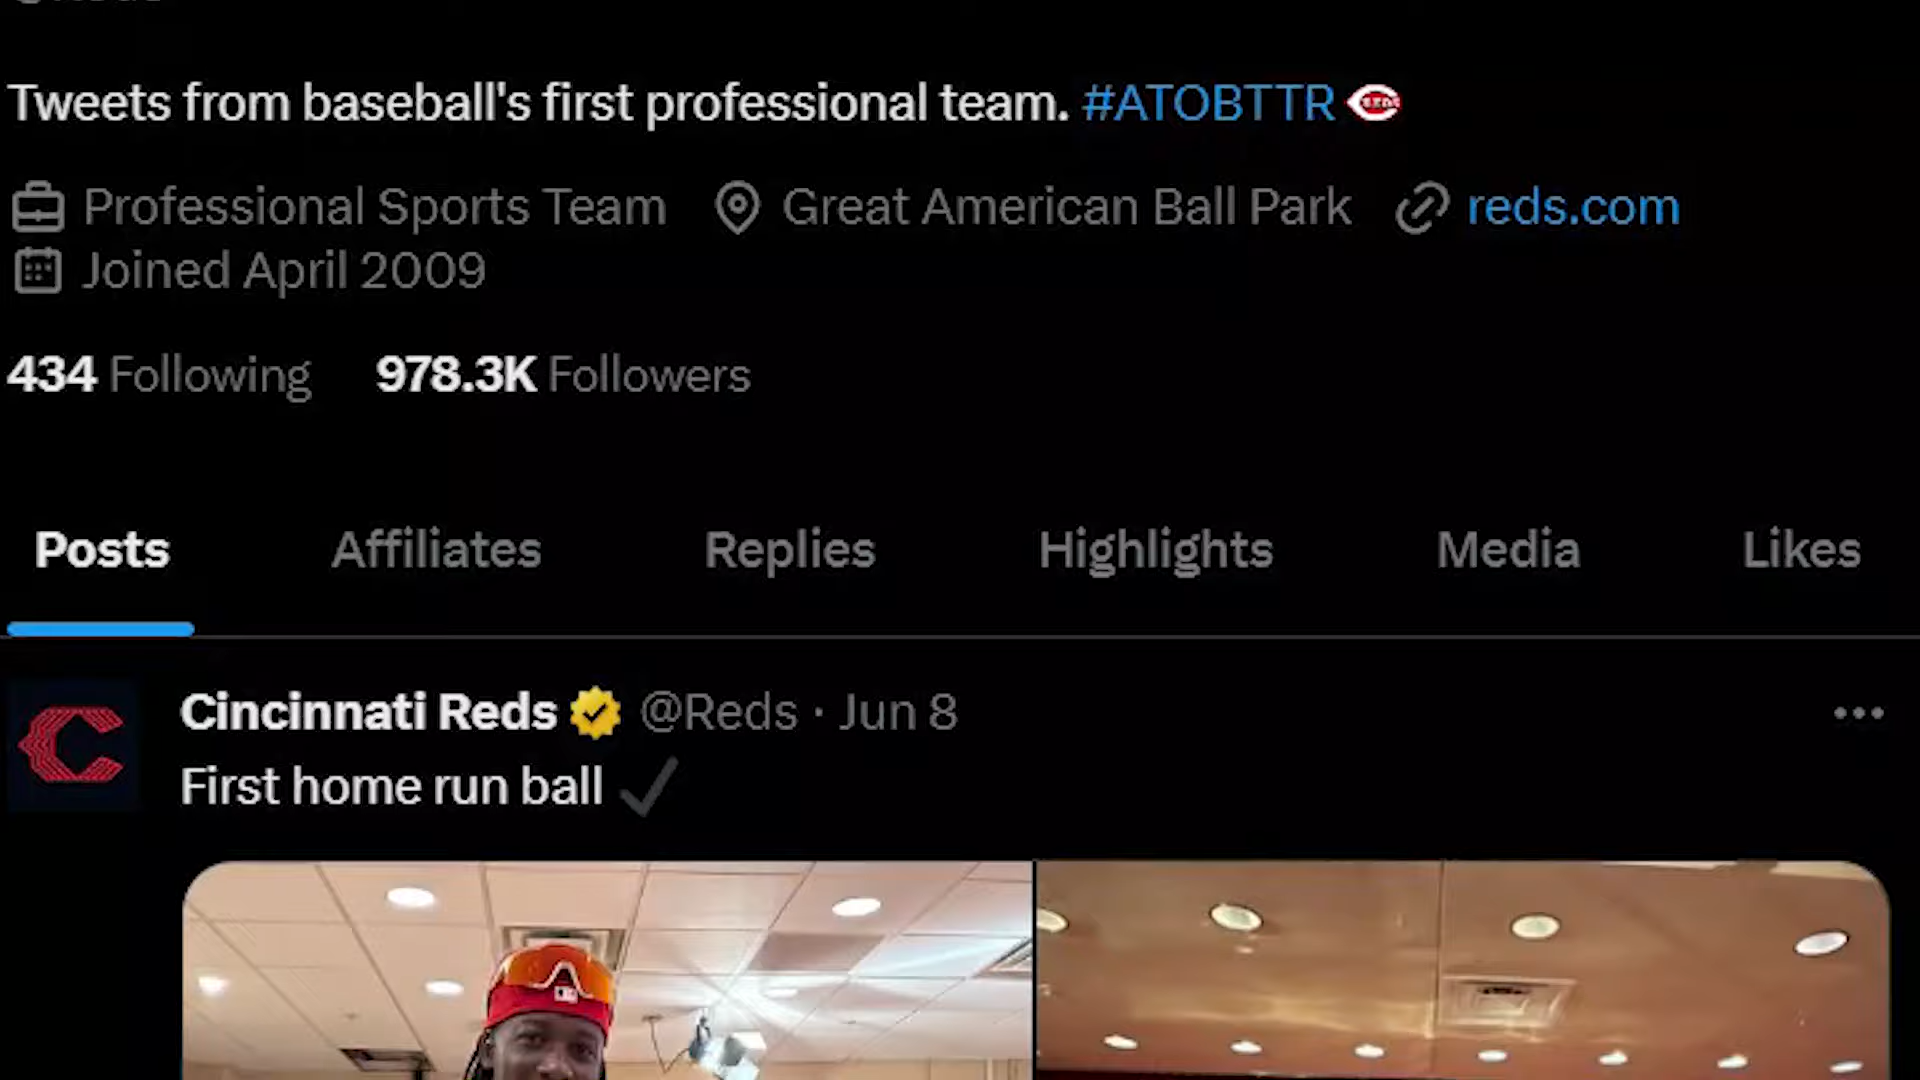 Tweets from baseball's first professional team. #ATOBTTR
Professional Sports Team Great American Ball Park reds.com
Joined April 2009
434 Following 978.3K Followers
Posts Affiliates Replies Highlights Media Likes
Cincinnati Reds @Reds · Jun 8
First home run ball